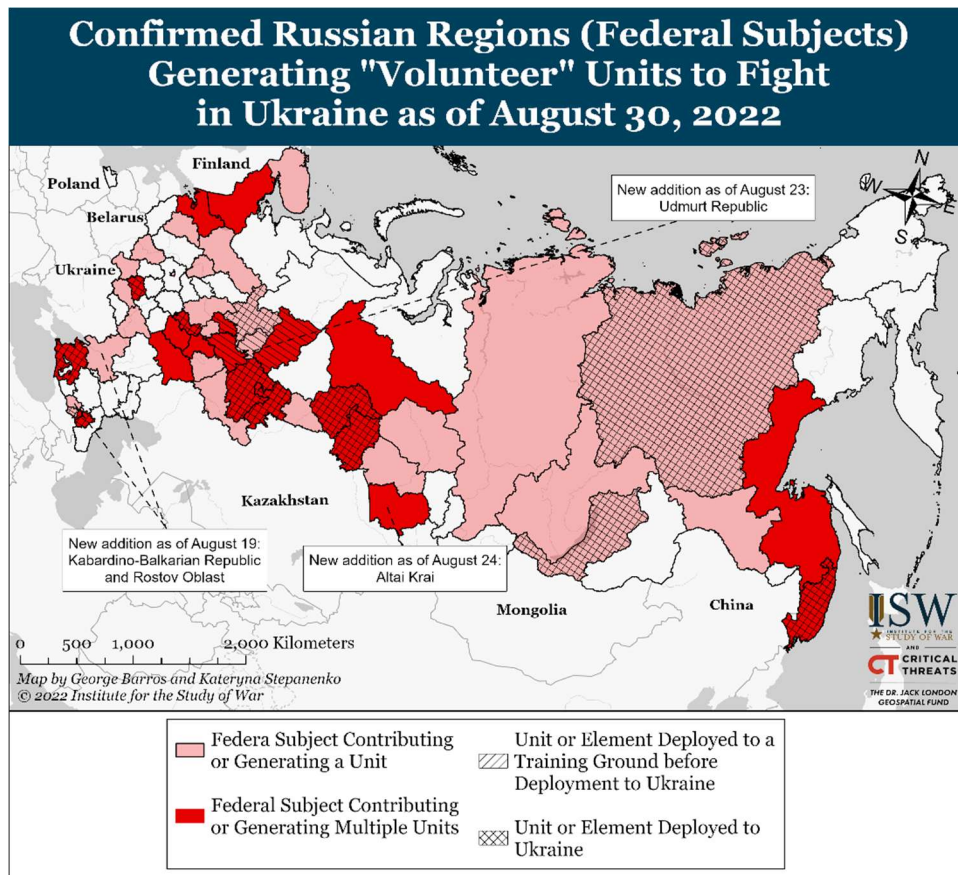 Confirmed Russian Regions (Federal Subjects)
Generating "Volunteer" Units to Fight
in Ukraine as of August 30, 2022
Finland
Poland
Belarus
Ukraine
New addition as of August 23:
Udmurt Republic
N
W
E
S
Kazakhstan
New addition as of August 19:
Kabardino-Balkarian Republic
and Rostov Oblast
New addition as of August 24:
Altai Krai
Mongolia
China
0 500 1,000 2,000 Kilometers
Map by George Barros and Kateryna Stepanenko
© 2022 Institute for the Study of War
ISW
INSTITUTE FOR THE
STUDY OF WAR
AND
CT CRITICAL
THREATS
THE DR. JACK LONDON
GEOSPATIAL FUND
Federa Subject Contributing
or Generating a Unit
Federal Subject Contributing
or Generating Multiple Units
Unit or Element Deployed to a
Training Ground before
Deployment to Ukraine
Unit or Element Deployed to
Ukraine